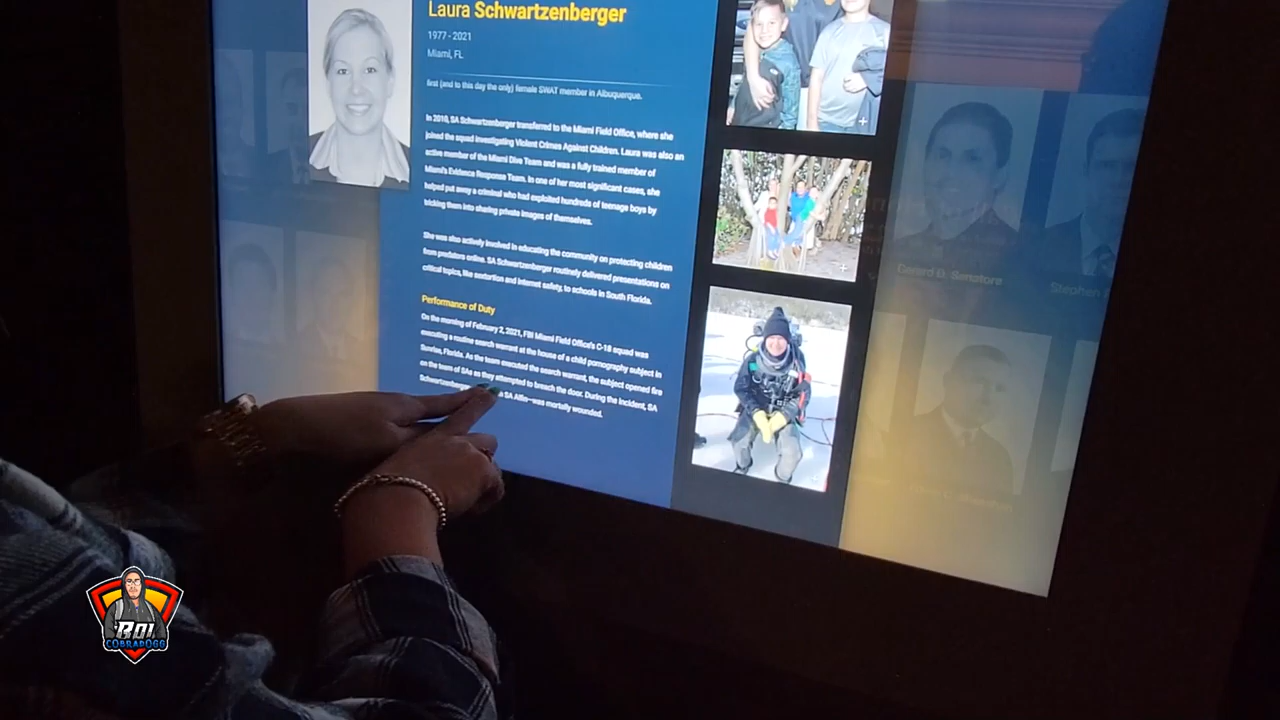 Laura Schwartzenberger
1977 - 2021
Miami, FL
first (and to this day the only) female SWAT member in Albuquerque.
In 2010, SA Schwartzenberger transferred to the Miami Field Office, where she
joined the squad investigating Violent Crimes Against Children. Laura was also an
active member of the Miami Dive Team and was a fully trained member of
Miami's Evidence Response Team. In one of her most significant cases, she
helped put away a criminal who had exploited hundreds of teenage boys by
tricking them into sharing private images of themselves.
She was also actively involved in educating the community on protecting children
from predators online. SA Schwartzenberger routinely delivered presentations on
critical topics, like sextortion and Internet safety, to schools in South Florida.
Performance of Duty
On the morning of February 2, 2021, FBI Miami Field Office's C-18 squad was
executing a routine search warrant at the house of a child pornography subject in
Sunrise, Florida. As the team executed the search warrant, the subject opened fire
on the team of SAs as they attempted to breach the door. During the incident, SA
Schwartzenberger SA Alfin—was mortally wounded.
Gerard D. Senatore
Stephen
BOI
COBRADOGG